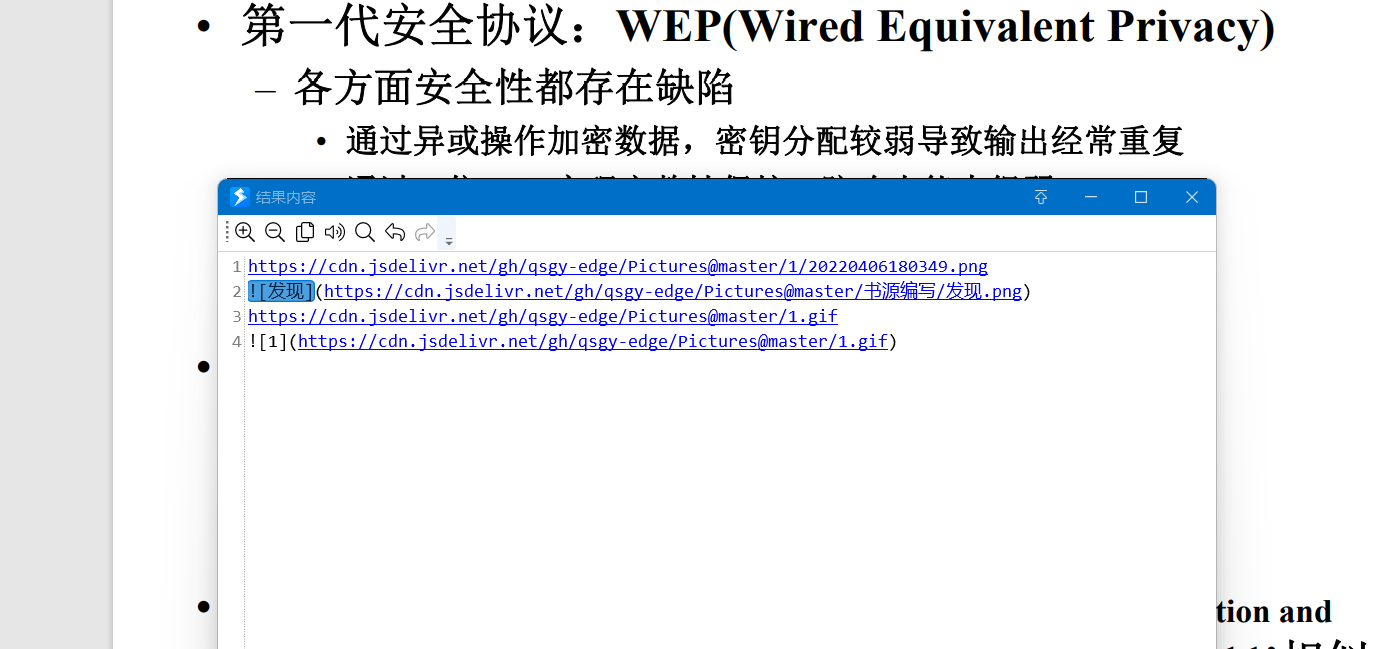 • 第一代安全协议：WEP(Wired Equivalent Privacy)
– 各方面安全性都存在缺陷
• 通过异或操作加密数据，密钥分配较弱导致输出经常重复
结果内容
1 https://cdn.jsdelivr.net/gh/qsgy-edge/Pictures@master/1/20220406180349.png
2 ![发现](https://cdn.jsdelivr.net/gh/qsgy-edge/Pictures@master/书源编写/发现.png)
3 https://cdn.jsdelivr.net/gh/qsgy-edge/Pictures@master/1.gif
4 ![1](https://cdn.jsdelivr.net/gh/qsgy-edge/Pictures@master/1.gif)
tion and